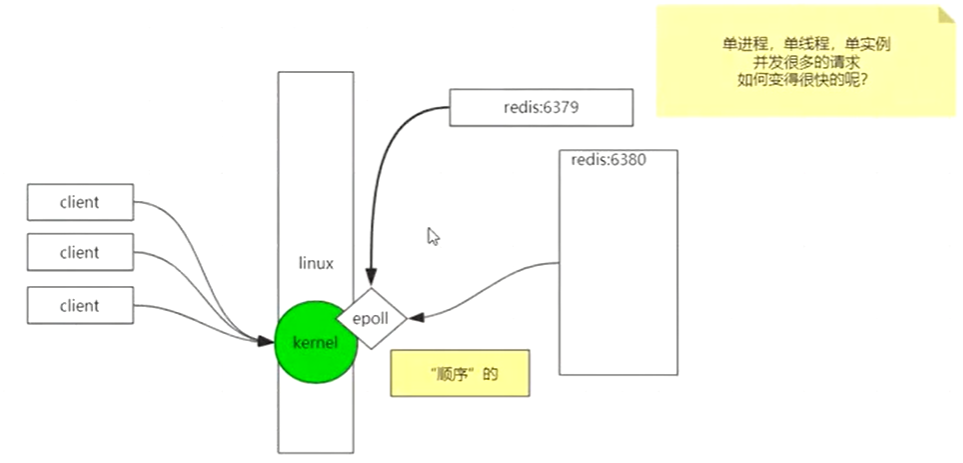 单进程，单线程，单实例
并发很多的请求
如何变得很快的呢？
redis:6379
redis:6380
client
client
client
linux
kernel
epoll
“顺序”的